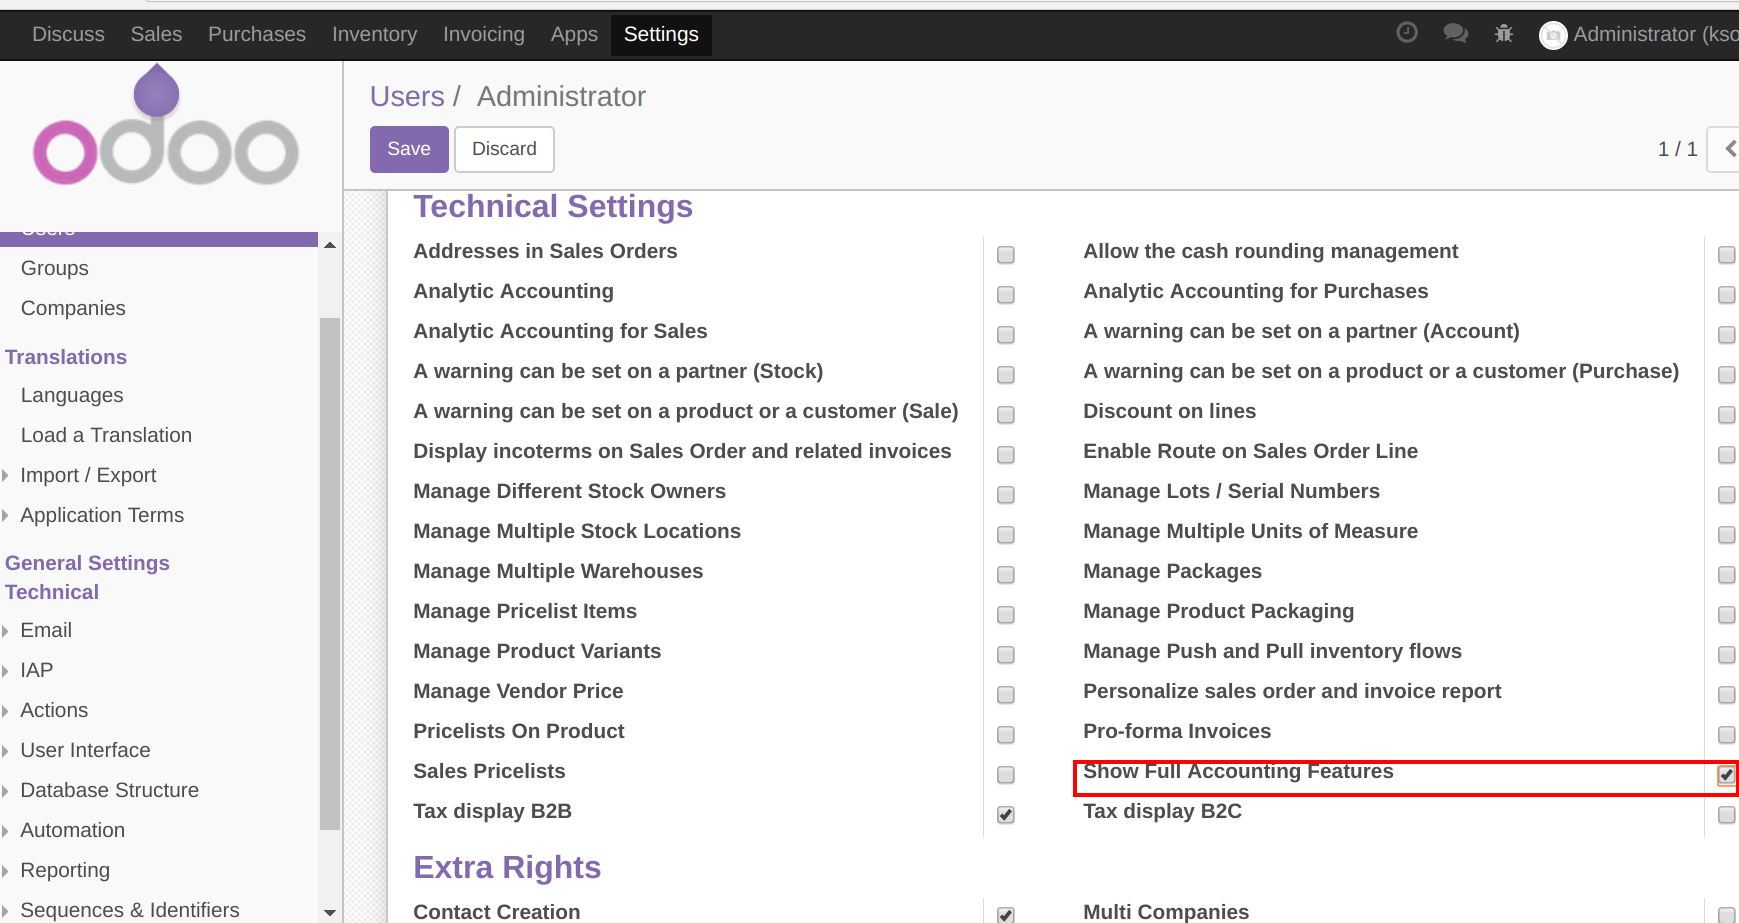 Discuss Sales Purchases Inventory Invoicing Apps Settings Administrator (kso
odoo
Users / Administrator
Save Discard 1 / 1
Users
Groups
Companies
Translations
Languages
Load a Translation
Import / Export
Application Terms
General Settings
Technical
Email
IAP
Actions
User Interface
Database Structure
Automation
Reporting
Sequences & Identifiers
Technical Settings
Addresses in Sales Orders Allow the cash rounding management
Analytic Accounting Analytic Accounting for Purchases
Analytic Accounting for Sales A warning can be set on a partner (Account)
A warning can be set on a partner (Stock) A warning can be set on a product or a customer (Purchase)
A warning can be set on a product or a customer (Sale) Discount on lines
Display incoterms on Sales Order and related invoices Enable Route on Sales Order Line
Manage Different Stock Owners Manage Lots / Serial Numbers
Manage Multiple Stock Locations Manage Multiple Units of Measure
Manage Multiple Warehouses Manage Packages
Manage Pricelist Items Manage Product Packaging
Manage Product Variants Manage Push and Pull inventory flows
Manage Vendor Price Personalize sales order and invoice report
Pricelists On Product Pro-forma Invoices
Sales Pricelists Show Full Accounting Features
Tax display B2B Tax display B2C
Extra Rights
Contact Creation Multi Companies